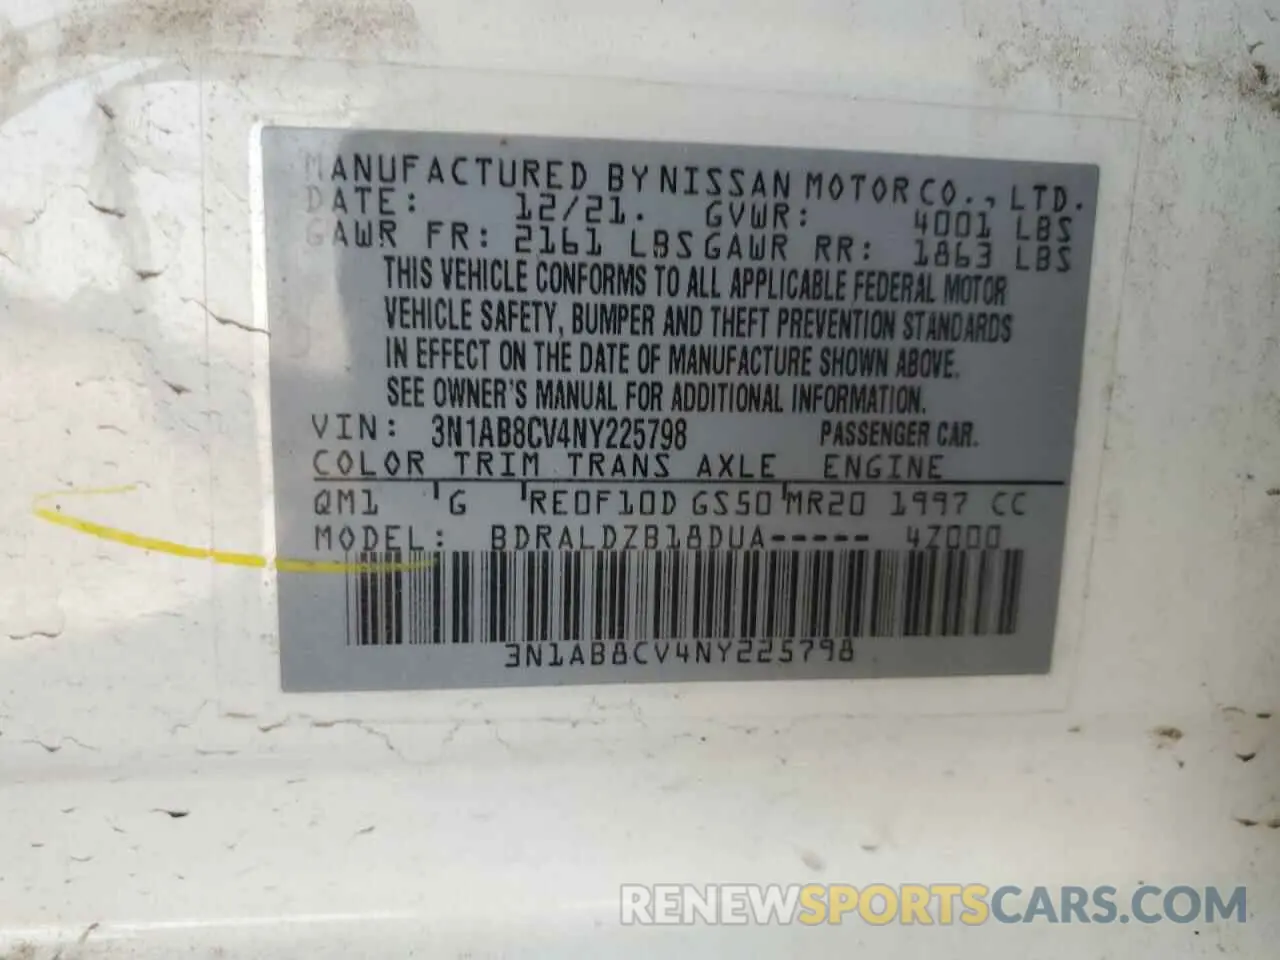 MANUFACTURED BY NISSAN MOTOR CO., LTD.
DATE: 12/21. GVWR: 4001 LBS
GAWR FR: 2161 LBS GAWR RR: 1863 LBS
THIS VEHICLE CONFORMS TO ALL APPLICABLE FEDERAL MOTOR
VEHICLE SAFETY, BUMPER AND THEFT PREVENTION STANDARDS
IN EFFECT ON THE DATE OF MANUFACTURE SHOWN ABOVE.
SEE OWNER'S MANUAL FOR ADDITIONAL INFORMATION.
VIN: 3N1AB8CV4NY225798 PASSENGER CAR.
COLOR TRIM TRANS AXLE ENGINE
QM1 G RE0F10D GS50 MR20 1997 CC
MODEL: BDRALDZB18DUA----- 4Z000
3N1AB8CV4NY225798
RENEWSPORTSCARS.COM